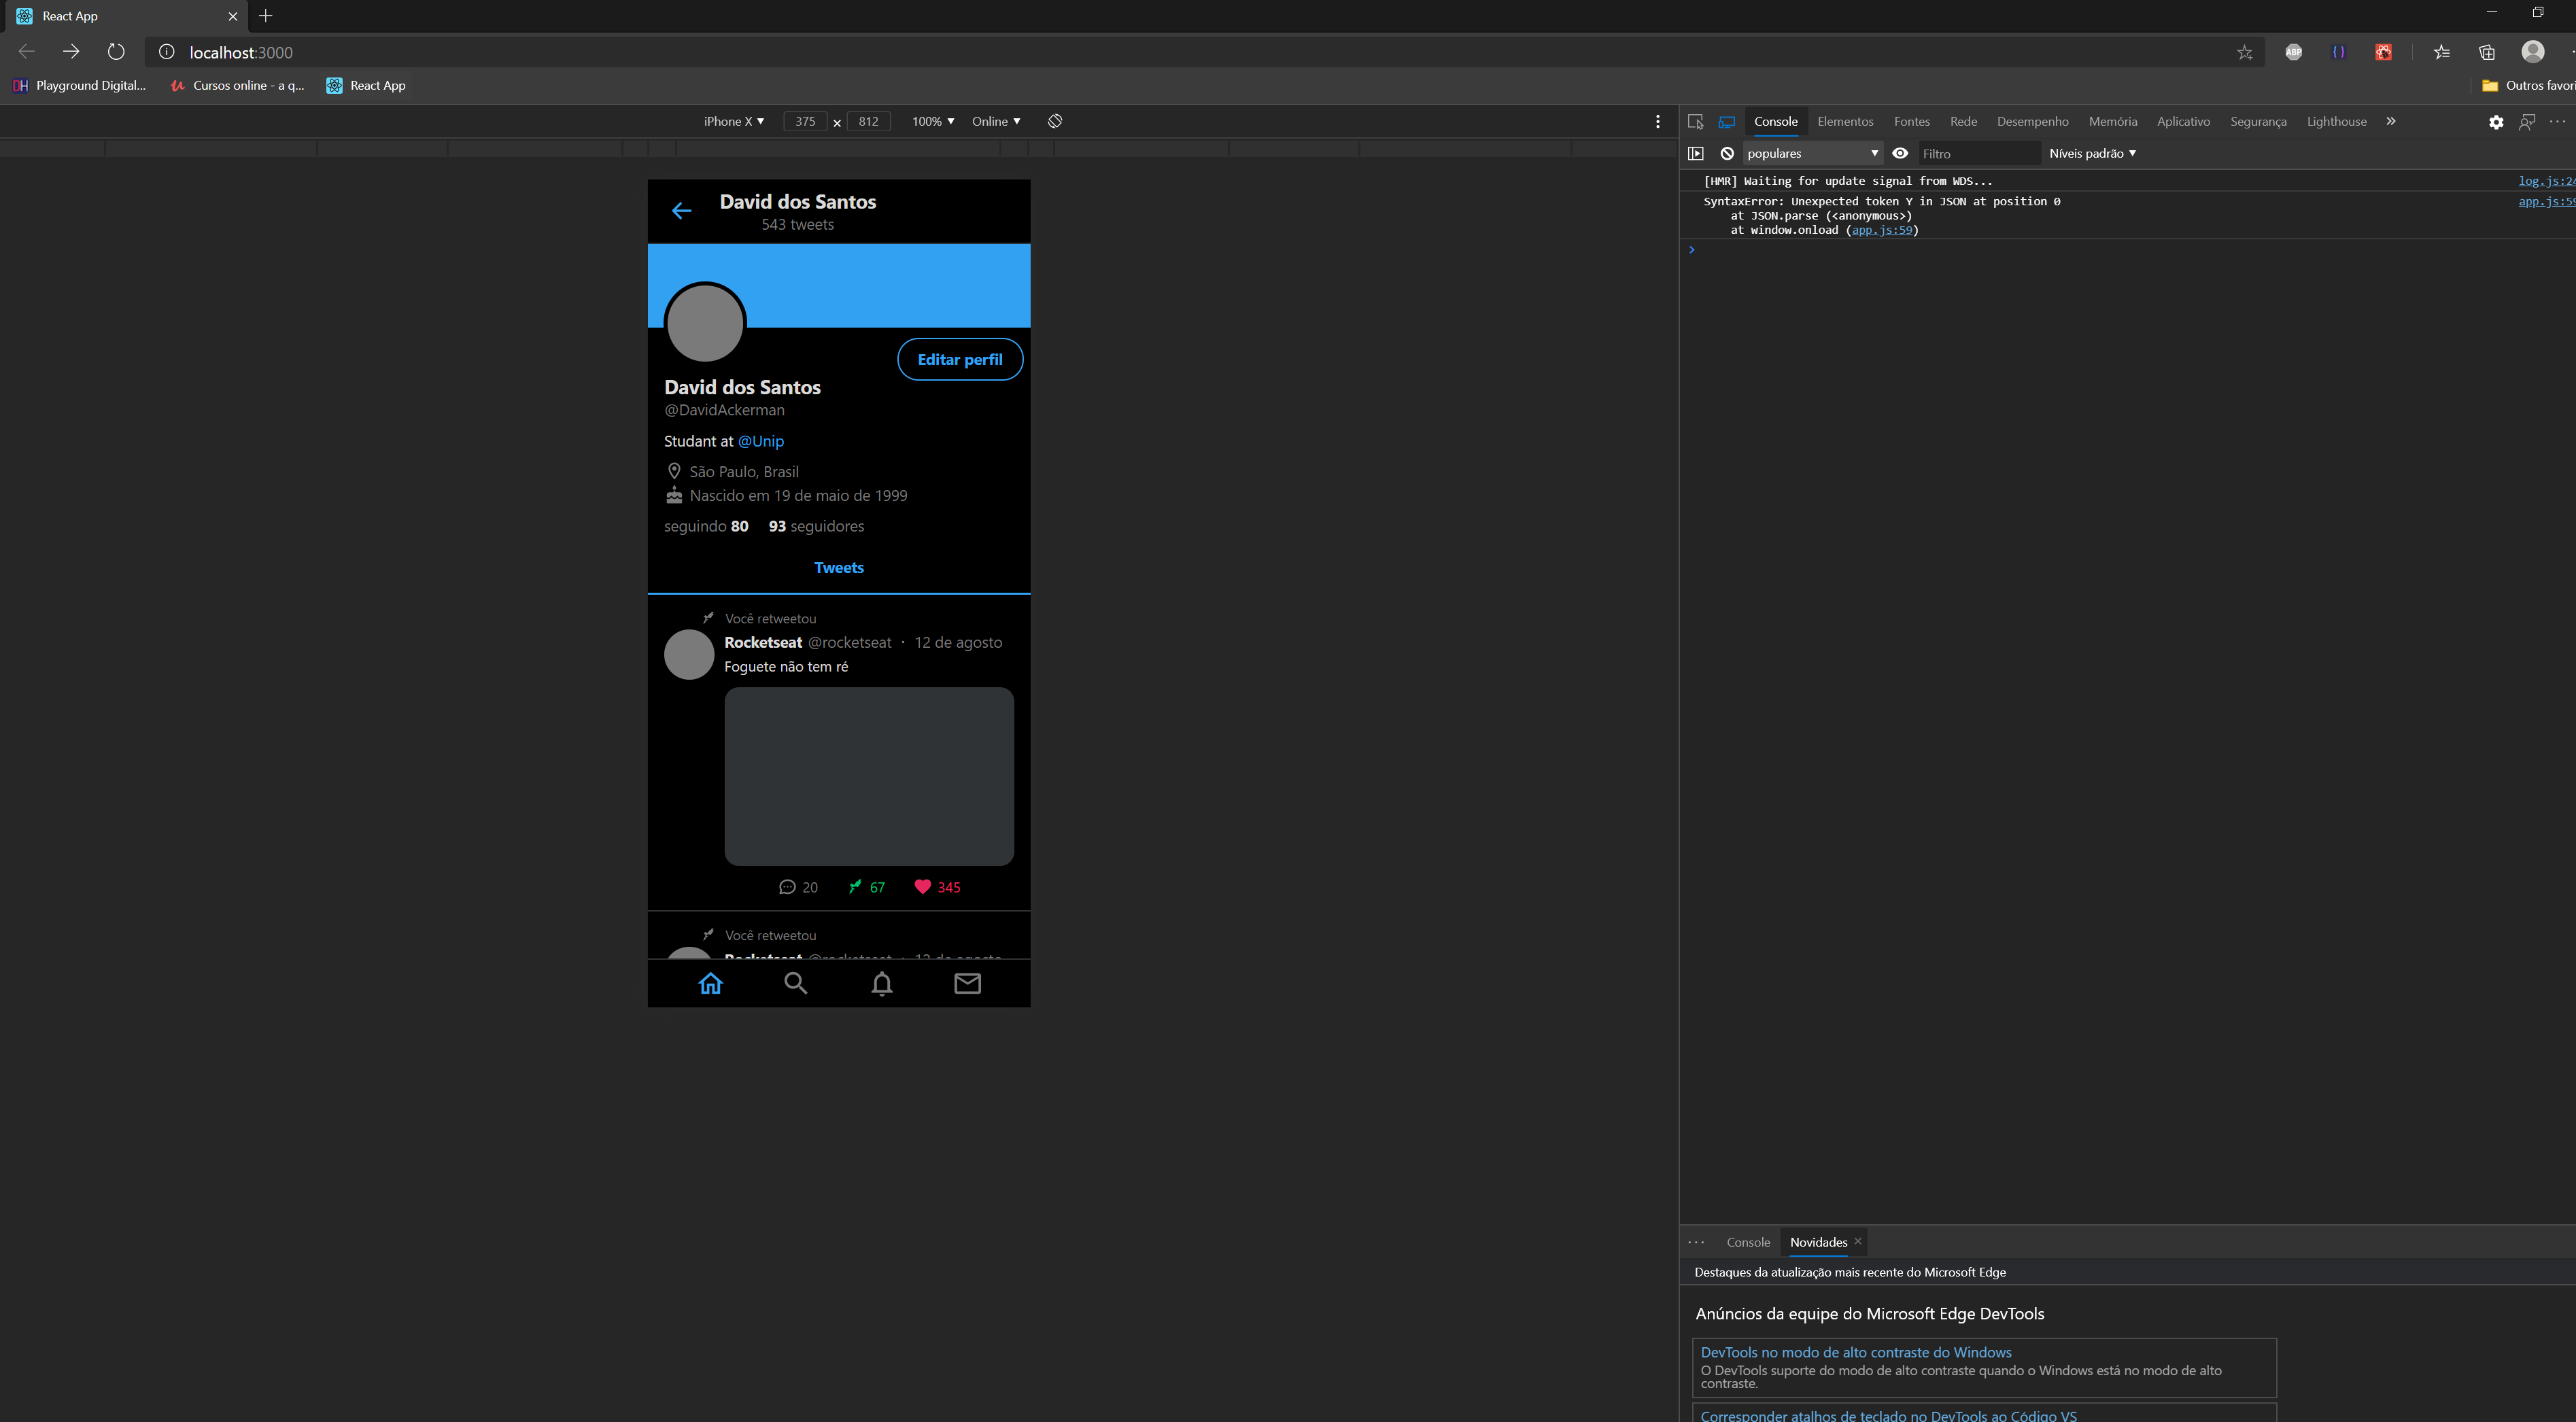 React App
localhost:3000
ABP
Playground Digital...
Cursos online - a q...
React App
Outros favori
iPhone X ▼ 375 × 812 100% ▼ Online ▼
Console Elementos Fontes Rede Desempenho Memória Aplicativo Segurança Lighthouse »
populares ▼ Filtro Níveis padrão ▼
[HMR] Waiting for update signal from WDS... log.js:24
SyntaxError: Unexpected token Y in JSON at position 0 app.js:59
at JSON.parse (<anonymous>)
at window.onload (app.js:59)
David dos Santos
543 tweets
Editar perfil
David dos Santos
@DavidAckerman
Studant at @Unip
São Paulo, Brasil
Nascido em 19 de maio de 1999
seguindo 80 93 seguidores
Tweets
Você retweetou
Rocketseat @rocketseat · 12 de agosto
Foguete não tem ré
20 67 345
Você retweetou
Rocketseat @rocketseat · 12 de agosto
Console Novidades
Destaques da atualização mais recente do Microsoft Edge
Anúncios da equipe do Microsoft Edge DevTools
DevTools no modo de alto contraste do Windows
O DevTools suporte do modo de alto contraste quando o Windows está no modo de alto
contraste.
Corresponder atalhos de teclado no DevTools ao Código VS